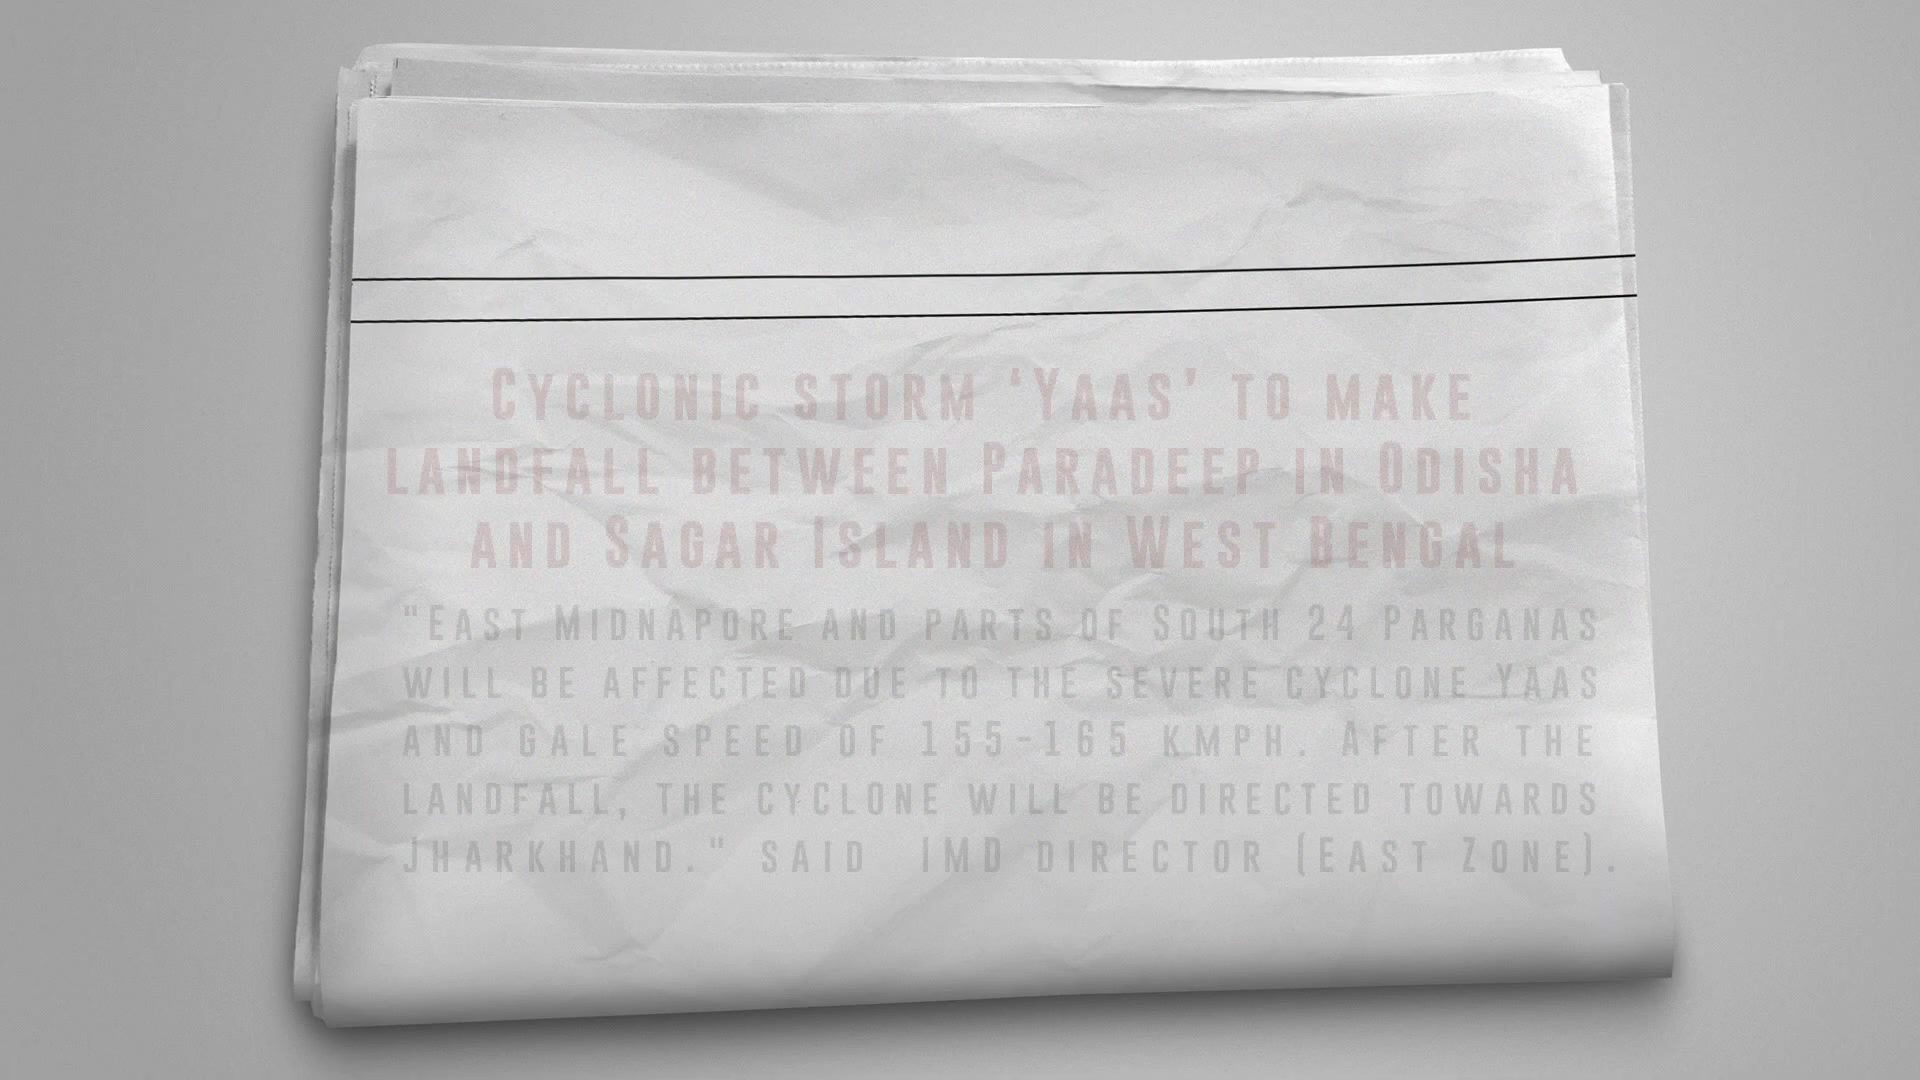 Cyclonic storm ‘Yaas’ to make
landfall between Paradeep in Odisha
and Sagar Island in West Bengal
"East Midnapore and parts of South 24 Parganas
will be affected due to the severe cyclone Yaas
and gale speed of 155-165 kmph. After the
landfall, the cyclone will be directed towards
Jharkhand." said IMD director (East Zone).